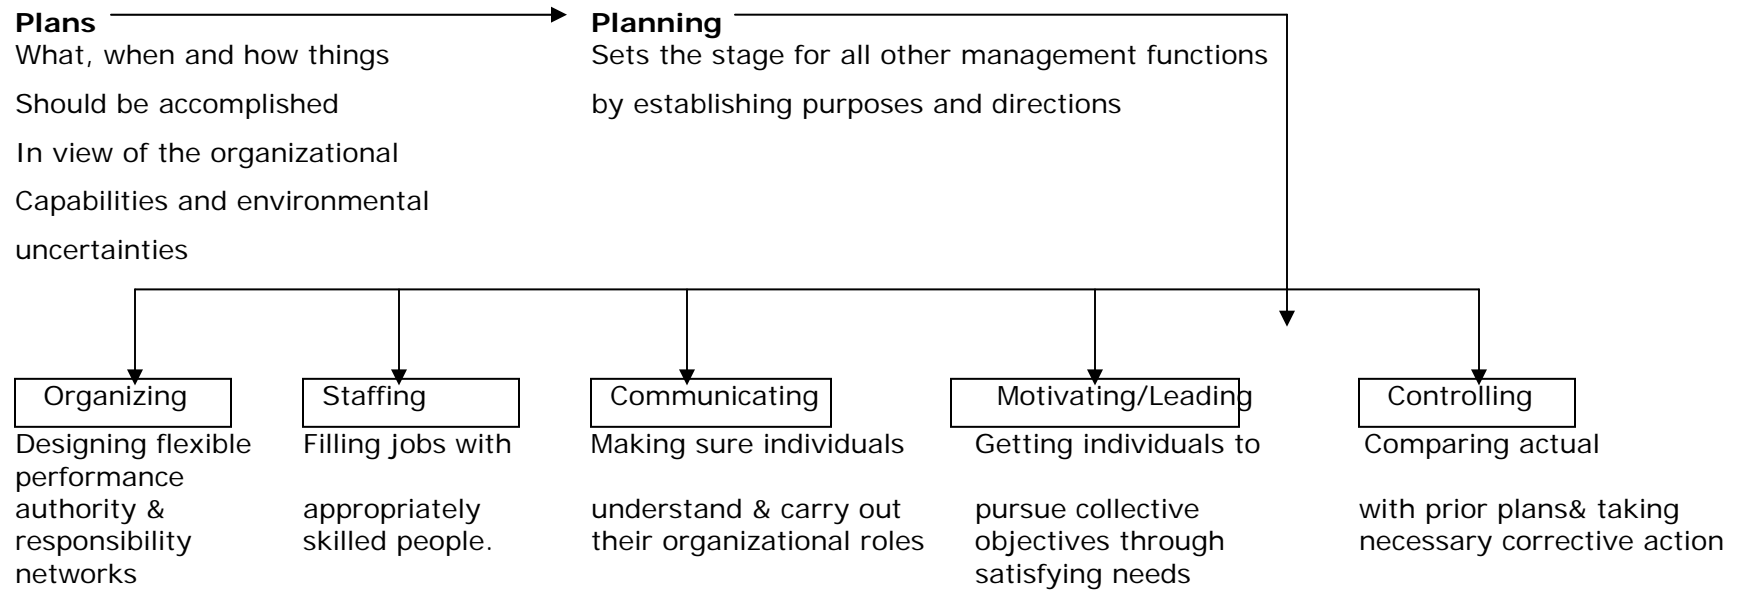 Plans
What, when and how things
Should be accomplished
In view of the organizational
Capabilities and environmental
uncertainties
Planning
Sets the stage for all other management functions
by establishing purposes and directions
Organizing
Designing flexible
performance
authority &
responsibility
networks
Staffing
Filling jobs with
appropriately
skilled people.
Communicating
Making sure individuals
understand & carry out
their organizational roles
Motivating/Leading
Getting individuals to
pursue collective
objectives through
satisfying needs
Controlling
Comparing actual
with prior plans& taking
necessary corrective action